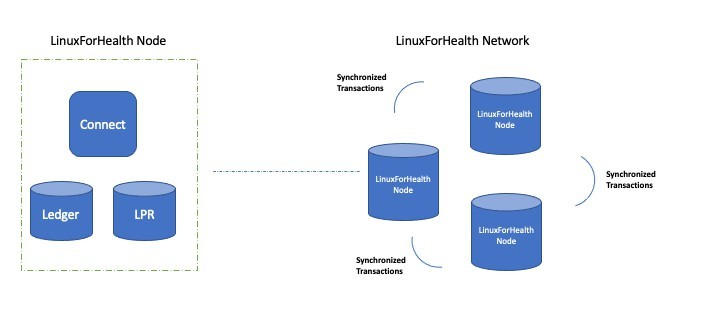 LinuxForHealth Node
Connect
Ledger
LPR
LinuxForHealth Network
Synchronized
Transactions
LinuxForHealth
Node
LinuxForHealth
Node
Synchronized
Transactions
LinuxForHealth
Node
Synchronized
Transactions